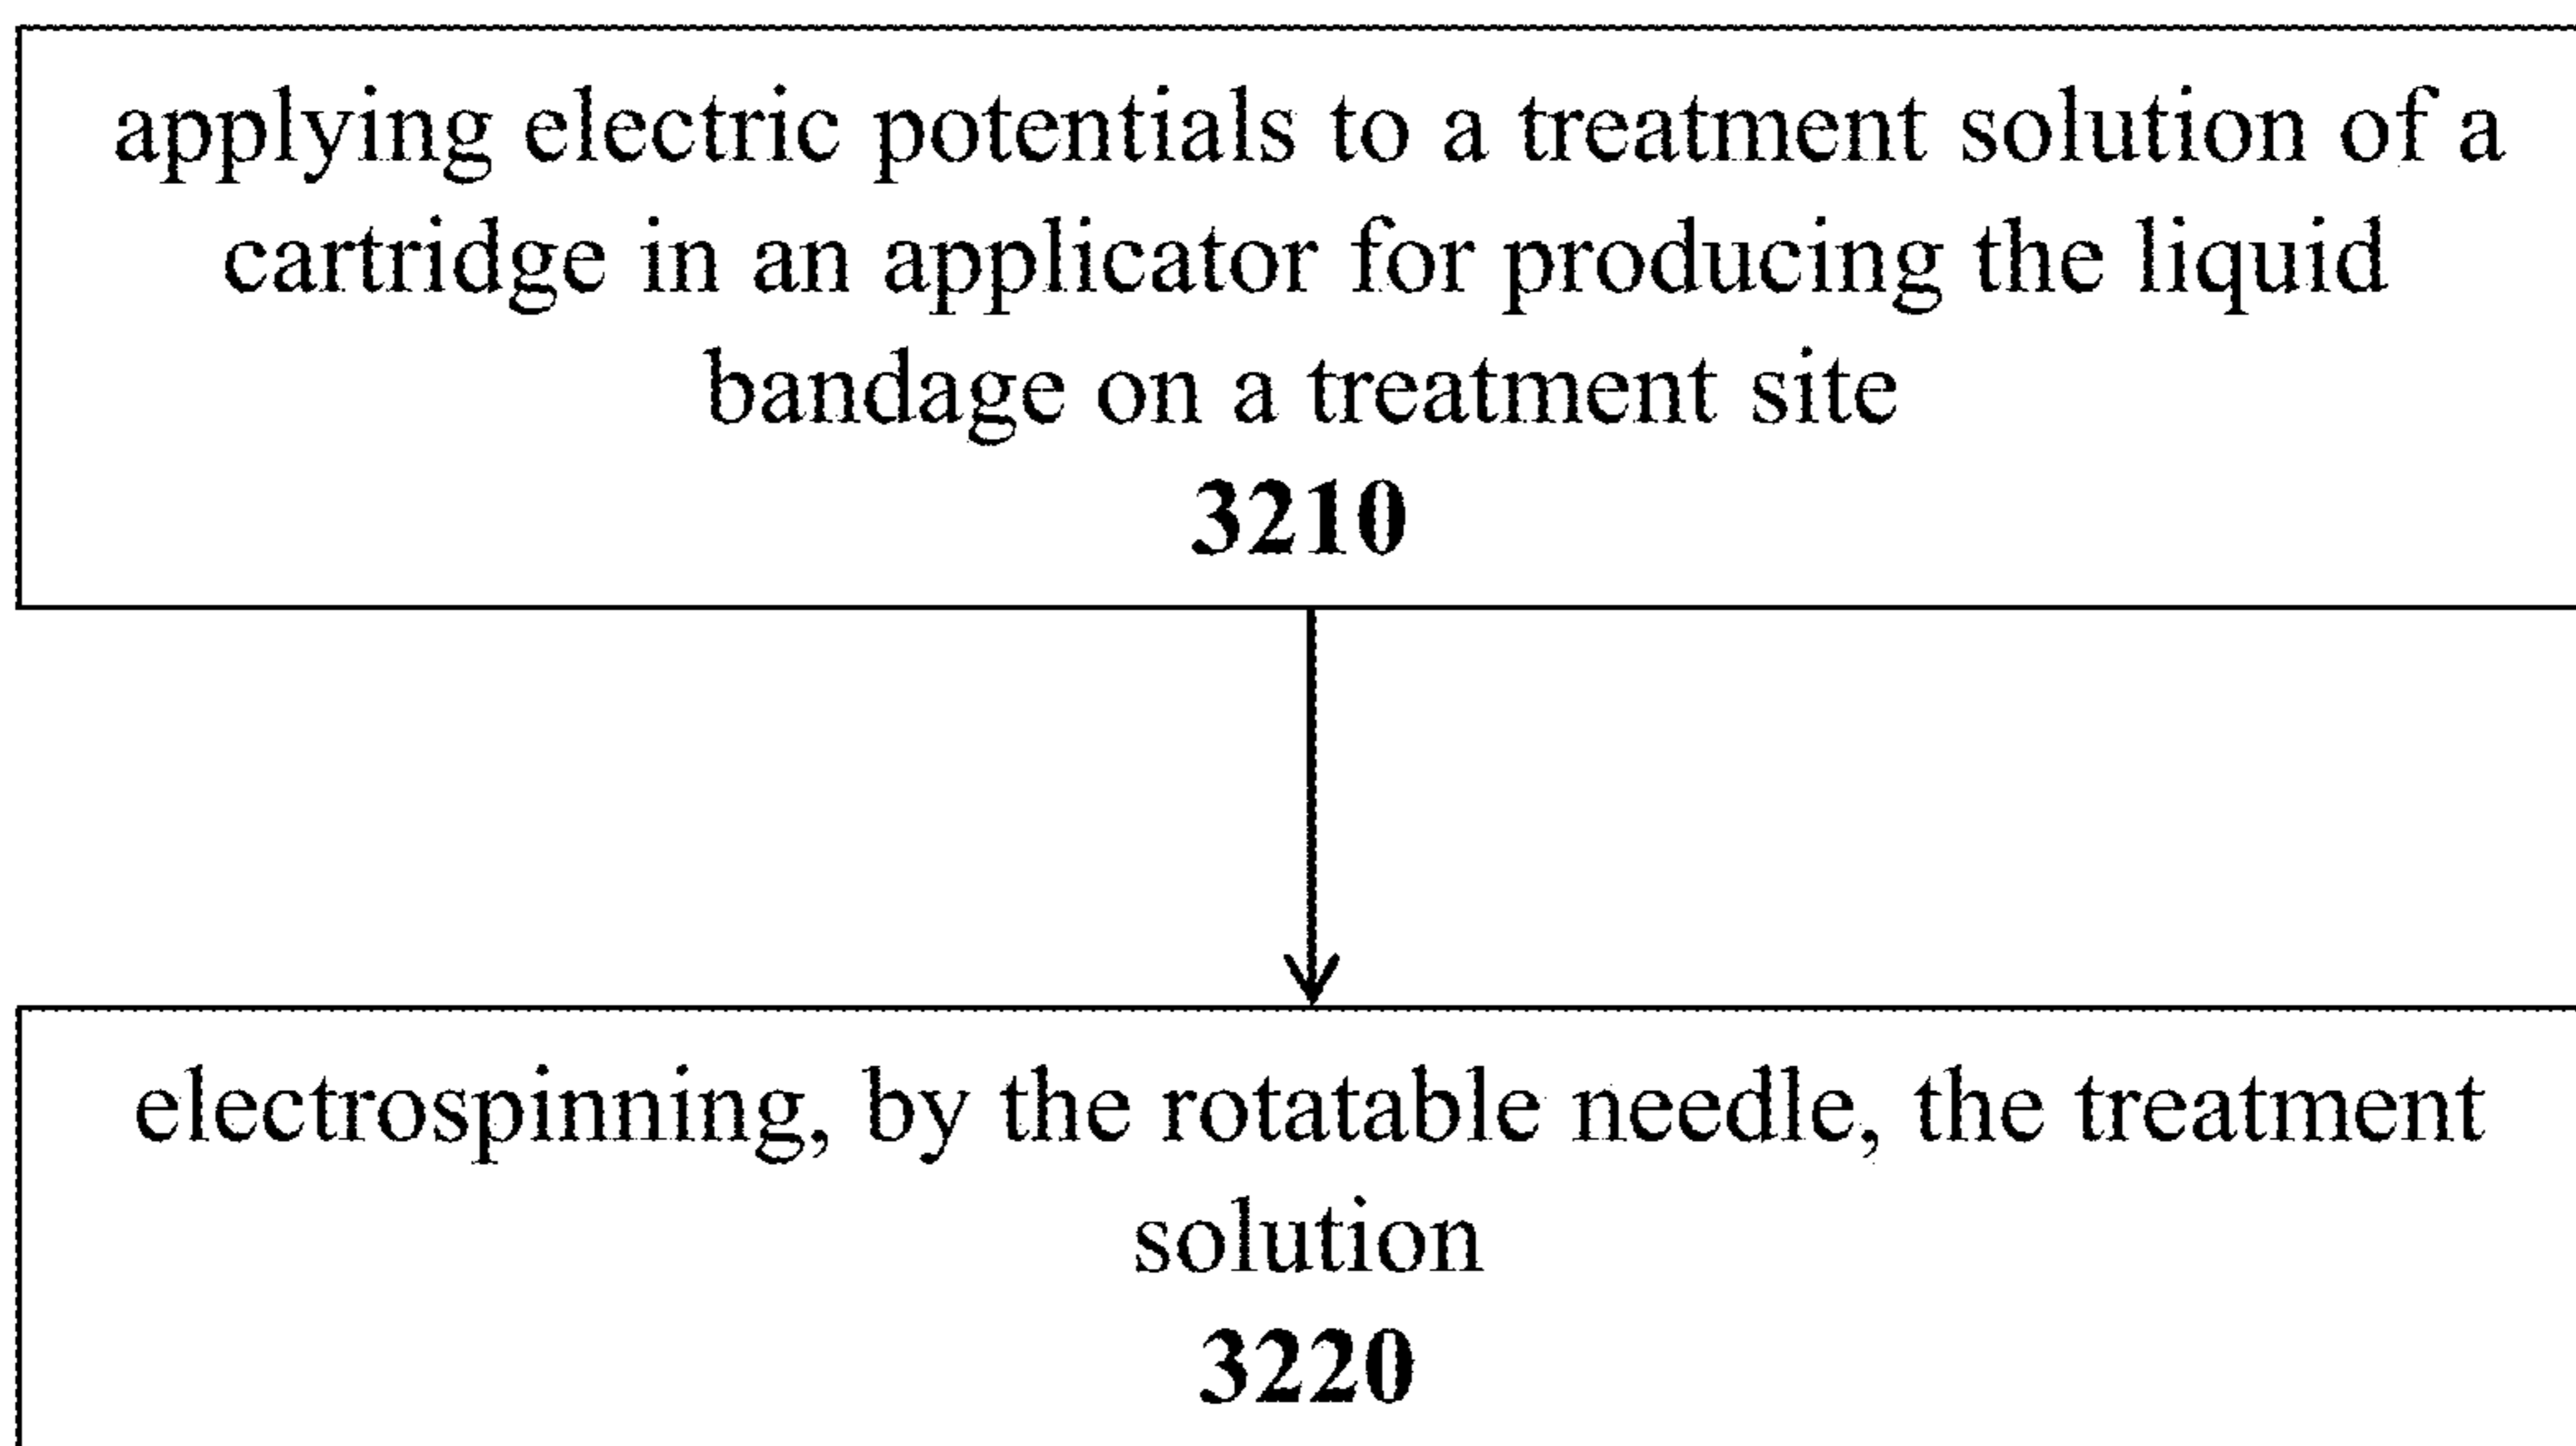 applying electric potentials to a treatment solution of a
cartridge in an applicator for producing the liquid
bandage on a treatment site
3210
electrospinning, by the rotatable needle, the treatment
solution
3220